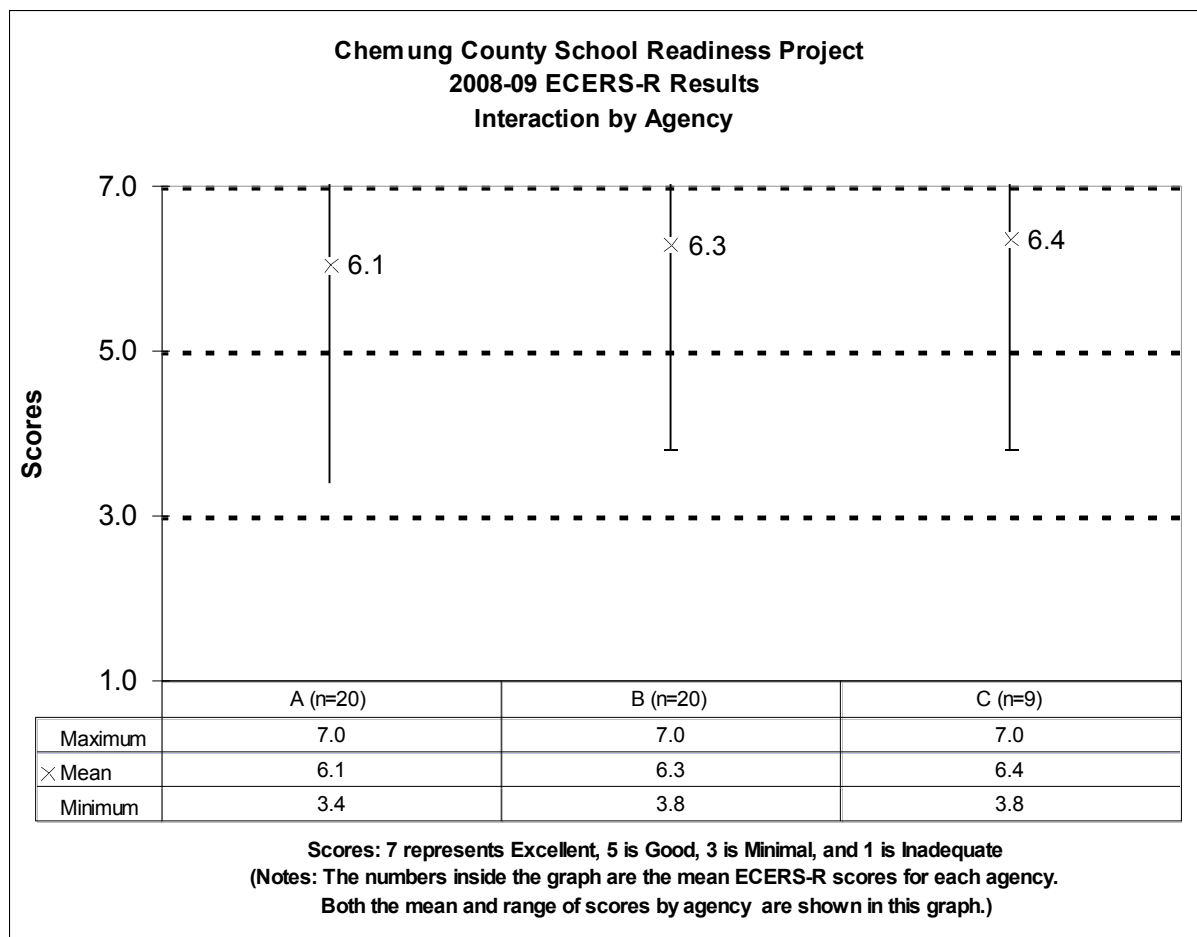 Chemung County School Readiness Project
2008-09 ECERS-R Results
Interaction by Agency
7.0
5.0
3.0
1.0
Scores
6.1
6.3
6.4
A (n=20) B (n=20) C (n=9)
Maximum 7.0 7.0 7.0
Mean 6.1 6.3 6.4
Minimum 3.4 3.8 3.8
Scores: 7 represents Excellent, 5 is Good, 3 is Minimal, and 1 is Inadequate
(Notes: The numbers inside the graph are the mean ECERS-R scores for each agency.
Both the mean and range of scores by agency are shown in this graph.)